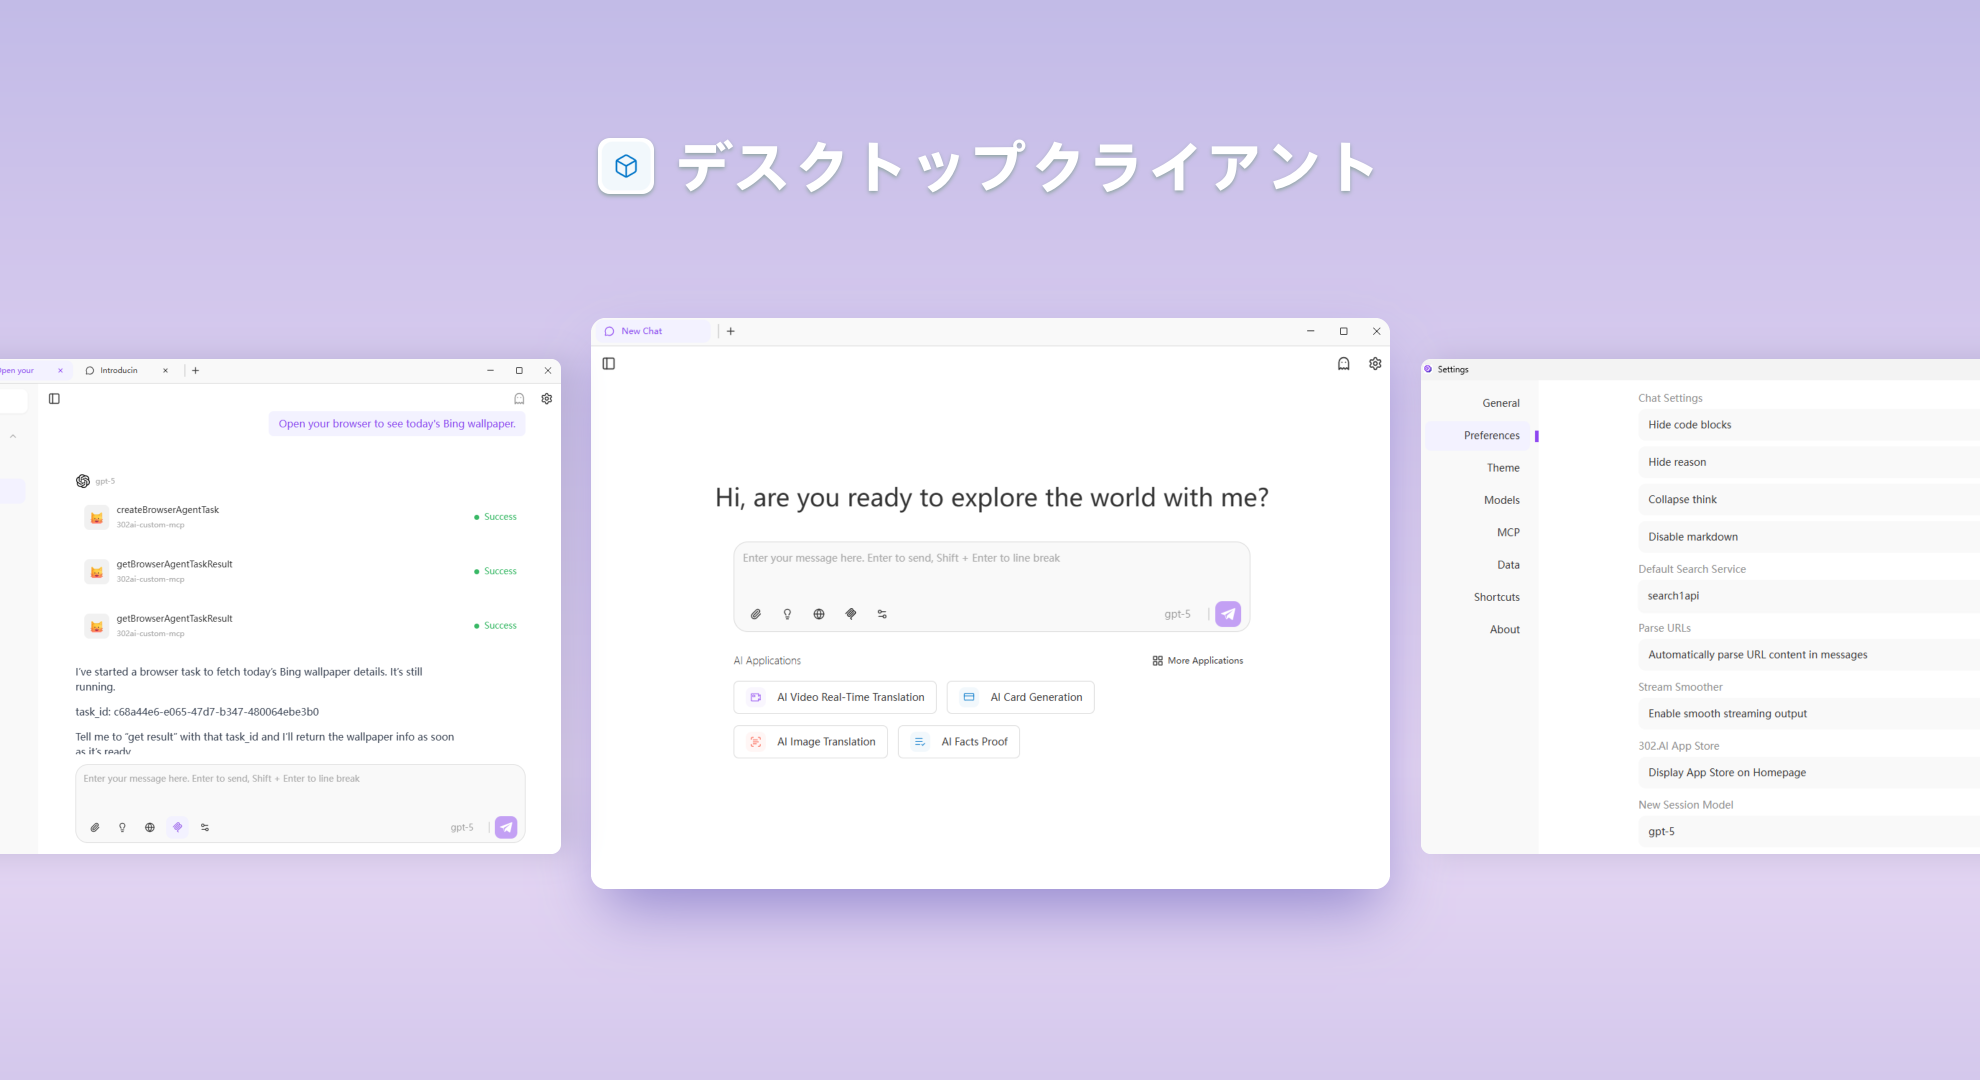 デスクトップクライアント
Open your
Introducin
Open your browser to see today's Bing wallpaper.
gpt-5
createBrowserAgentTask
302ai-custom-mcp
Success
getBrowserAgentTaskResult
302ai-custom-mcp
Success
getBrowserAgentTaskResult
302ai-custom-mcp
Success
I've started a browser task to fetch today's Bing wallpaper details. It's still
running.
task_id: c68a44e6-e065-47d7-b347-480064ebe3b0
Tell me to "get result" with that task_id and I'll return the wallpaper info as soon
as it's ready
Enter your message here. Enter to send, Shift + Enter to line break
gpt-5
New Chat
Hi, are you ready to explore the world with me?
Enter your message here. Enter to send, Shift + Enter to line break
gpt-5
AI Applications
More Applications
AI Video Real-Time Translation
AI Card Generation
AI Image Translation
AI Facts Proof
Settings
General
Preferences
Theme
Models
MCP
Data
Shortcuts
About
Chat Settings
Hide code blocks
Hide reason
Collapse think
Disable markdown
Default Search Service
search1api
Parse URLs
Automatically parse URL content in messages
Stream Smoother
Enable smooth streaming output
302.AI App Store
Display App Store on Homepage
New Session Model
gpt-5